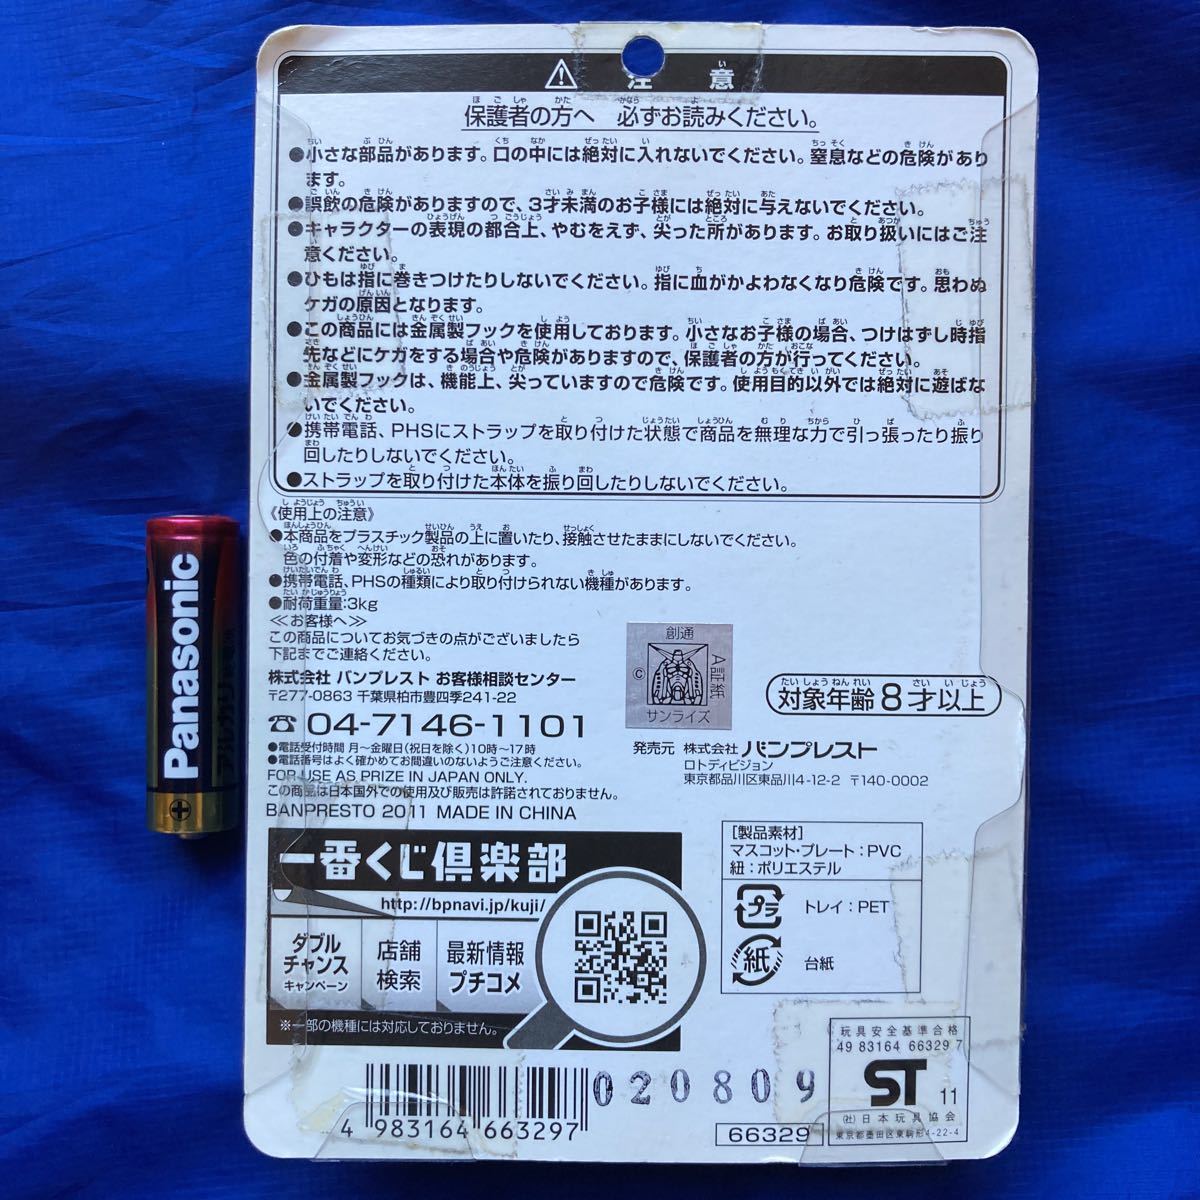 注意
保護者の方へ 必ずお読みください。
●小さな部品があります。口の中には絶対に入れないでください。窒息などの危険があり
ます。
●誤飲の危険がありますので、3才未満のお子様には絶対に与えないでください。
●キャラクターの表現の都合上、やむをえず、尖った所があります。お取り扱いにはご注
意ください。
●ひもは指に巻きつけたりしないでください。指に血がかよわなくなり危険です。思わぬ
ケガの原因となります。
●この商品には金属製フックを使用しております。小さなお子様の場合、つけはずし時指
先などにケガをする場合や危険がありますので、保護者の方が行ってください。
●金属製フックは、機能上、尖っていますので危険です。使用目的以外では絶対に遊ばな
いでください。
●携帯電話、PHSにストラップを取り付けた状態で商品を無理な力で引っ張ったり振り
回したりしないでください。
●ストラップを取り付けた本体を振り回したりしないでください。
《使用上の注意》
●本商品をプラスチック製品の上に置いたり、接触させたままにしないでください。
色の付着や変形などの恐れがあります。
●携帯電話、PHSの種類により取り付けられない機種があります。
●耐荷重量:3kg
≪お客様へ≫
この商品についてお気づきの点がございましたら
下記までご連絡ください。
株式会社 バンプレスト お客様相談センター
〒277-0863 千葉県柏市豊四季241-22
☎04-7146-1101
●電話受付時間 月〜金曜日(祝日を除く)10時〜17時
●電話番号はよく確かめてお間違いのないようご注意ください。
FOR USE AS PRIZE IN JAPAN ONLY.
この商品は日本国外での使用及び販売は許諾されておりません。
BANPRESTO 2011 MADE IN CHINA
創通
©
A証紙
サンライズ
対象年齢8才以上
発売元 株式会社 バンプレスト
ロトディビジョン
東京都品川区東品川4-12-2 〒140-0002
一番くじ倶楽部
http://bpnavi.jp/kuji/
ダブル
チャンス
キャンペーン
店舗
検索
最新情報
プチコメ
※一部の機種には対応しておりません。
[製品素材]
マスコット・プレート:PVC
紐:ポリエステル
プラ
トレイ:PET
紙
台紙
玩具安全基準合格
49 83164 66329 7
ST 11
(社)日本玩具協会
東京都墨田区東駒形4-22-4
020809
4 983164 663297
66329
Panasonic